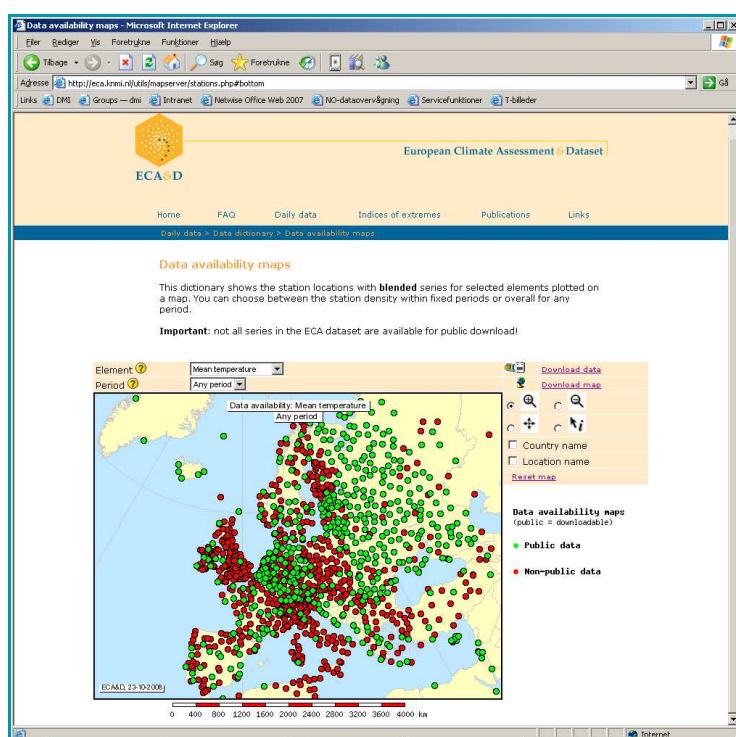 Data availability maps - Microsoft Internet Explorer
Filer Rediger Vis Foretrukne Funktioner Hjælp
Tilbage Søg Foretrukne
Adresse http://eca.knmi.nl/utils/mapserver/stations.php#bottom Gå
Links DMI Groups — dmi Intranet Netwise Office Web 2007 NO-dataovervågning Servicefunktioner T-billeder
European Climate Assessment & Dataset
ECA&D
Home FAQ Daily data Indices of extremes Publications Links
Daily data > Data dictionary > Data availability maps
Data availability maps
This dictionary shows the station locations with blended series for selected elements plotted on
a map. You can choose between the station density within fixed periods or overall for any
period.
Important: not all series in the ECA dataset are available for public download!
Element ? Mean temperature Download data
Period ? Any period Download map
Data availability: Mean temperature
Any period
Country name
Location name
Reset map
Data availability maps
(public = downloadable)
Public data
Non-public data
ECA&D, 23-10-2008
0 400 800 1200 1600 2000 2400 2800 3200 3600 4000 km
Internet